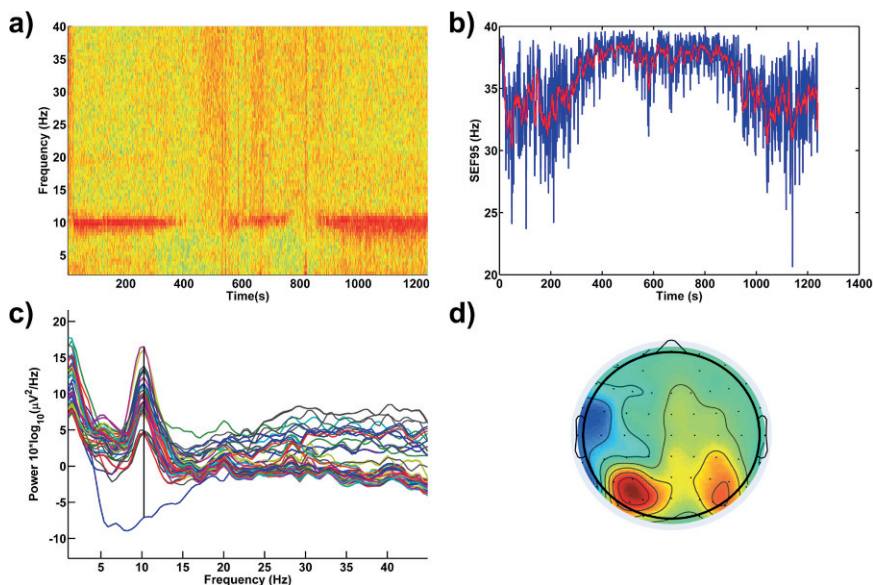 a)
40
35
30
25
20
15
10
5
Frequency (Hz)
200 400 600 800 1000 1200
Time(s)
b)
40
35
30
25
20
SEF95 (Hz)
0 200 400 600 800 1000 1200 1400
Time (s)
c)
20
15
10
5
0
-5
-10
Power 10*log10(μV2/Hz)
5 10 15 20 25 30 35 40
Frequency (Hz)
d)